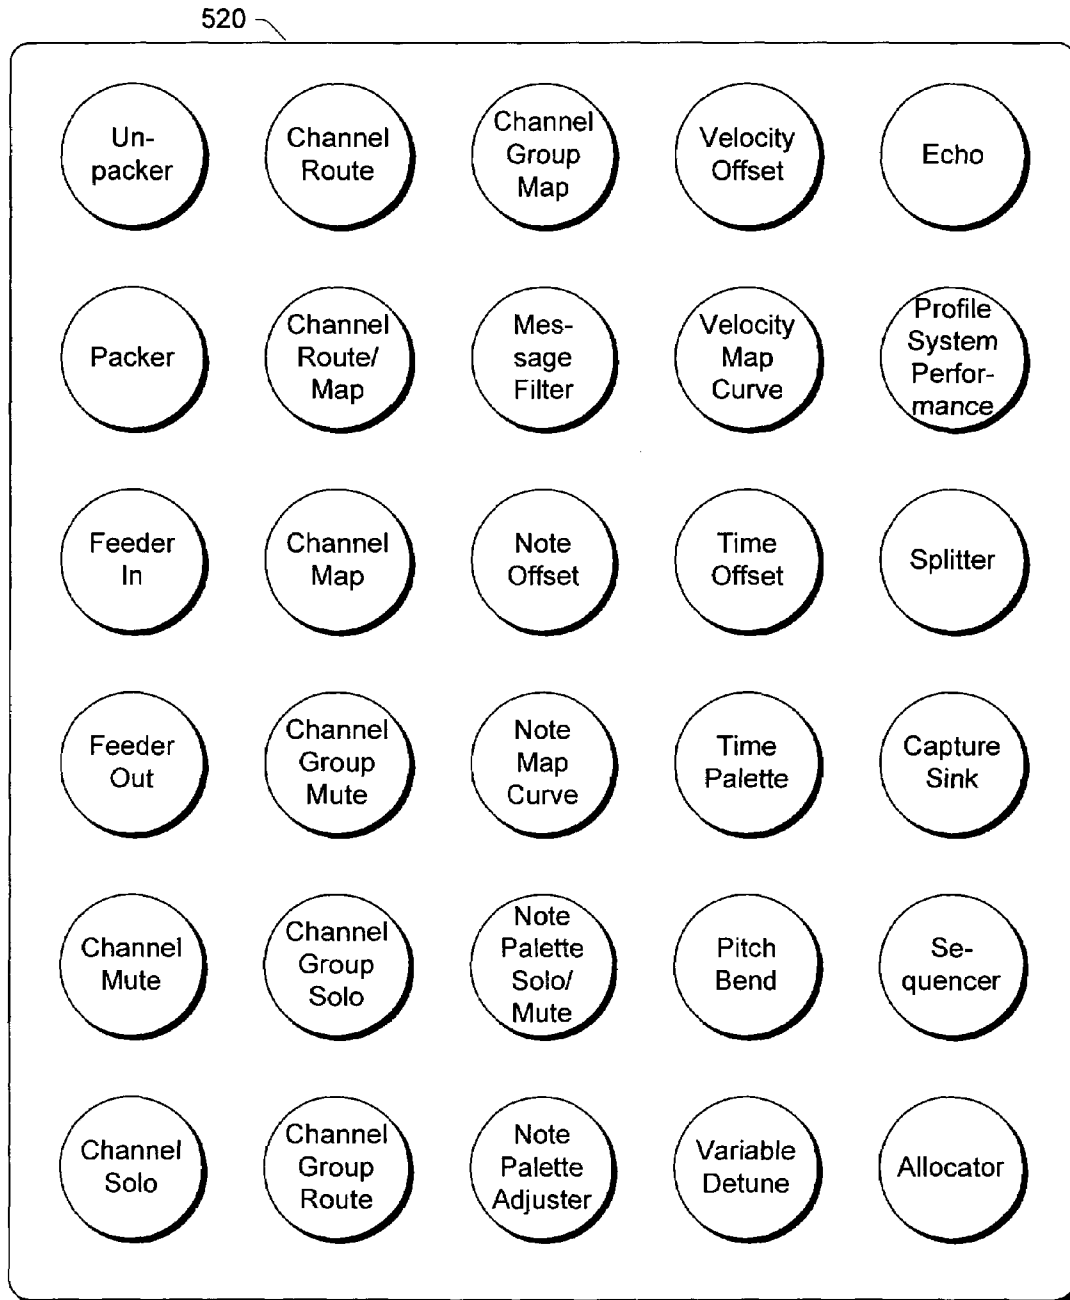 520
Un-
packer
Channel
Route
Channel
Group
Map
Velocity
Offset
Echo
Packer
Channel
Route/
Map
Mes-
sage
Filter
Velocity
Map
Curve
Profile
System
Perfor-
mance
Feeder
In
Channel
Map
Note
Offset
Time
Offset
Splitter
Feeder
Out
Channel
Group
Mute
Note
Map
Curve
Time
Palette
Capture
Sink
Channel
Mute
Channel
Group
Solo
Note
Palette
Solo/
Mute
Pitch
Bend
Se-
quencer
Channel
Solo
Channel
Group
Route
Note
Palette
Adjuster
Variable
Detune
Allocator